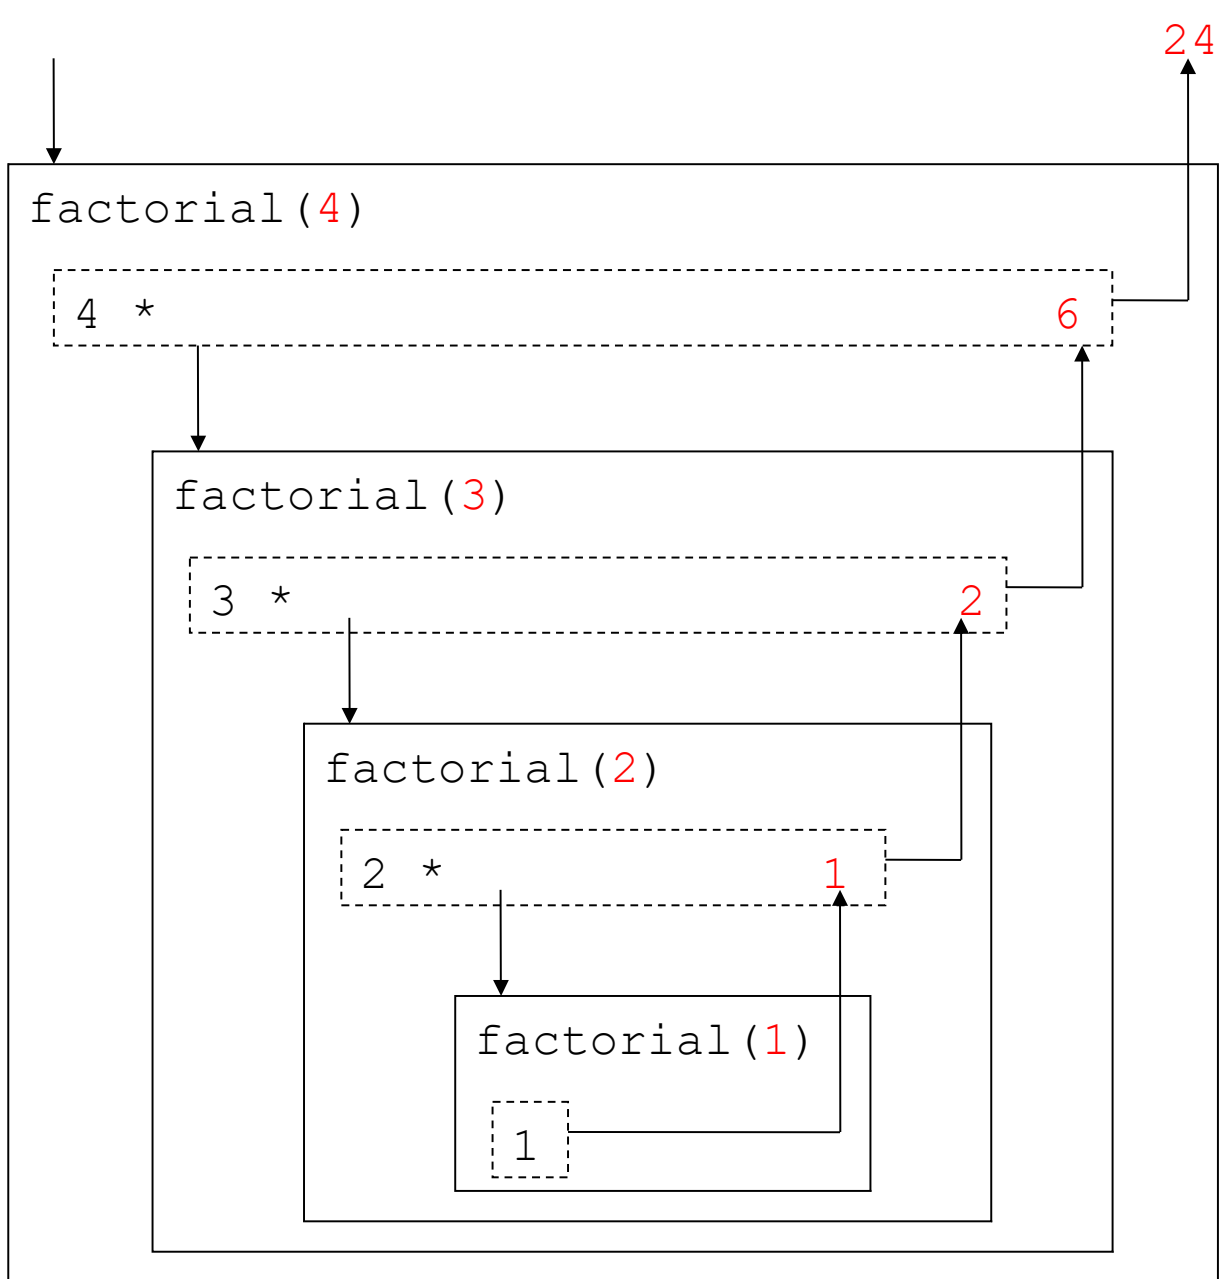 24
factorial(4)
4 * 6
factorial(3)
3 * 2
factorial(2)
2 * 1
factorial(1)
1